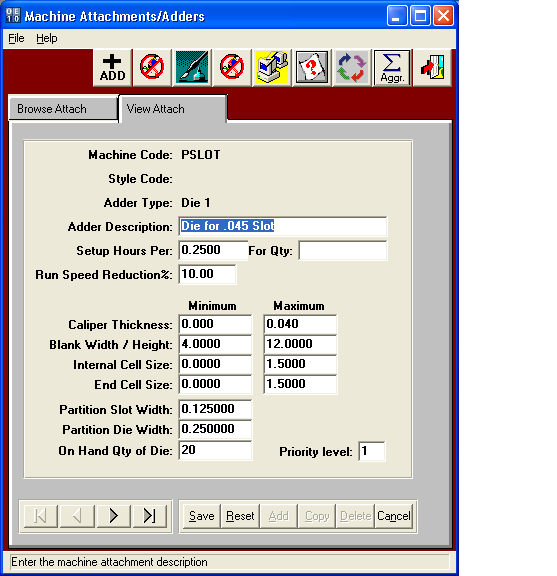 Machine Attachments/Adders
File Help
ADD Aggr.
Browse Attach View Attach
Machine Code: PSLOT
Style Code:
Adder Type: Die 1
Adder Description: Die for .045 Slot
Setup Hours Per: 0.2500 For Qty:
Run Speed Reduction%: 10.00
Minimum Maximum
Caliper Thickness: 0.000 0.040
Blank Width / Height: 4.0000 12.0000
Internal Cell Size: 0.0000 1.5000
End Cell Size: 0.0000 1.5000
Partition Slot Width: 0.125000
Partition Die Width: 0.250000
On Hand Qty of Die: 20 Priority level: 1
Save Reset Add Copy Delete Cancel
Enter the machine attachment description